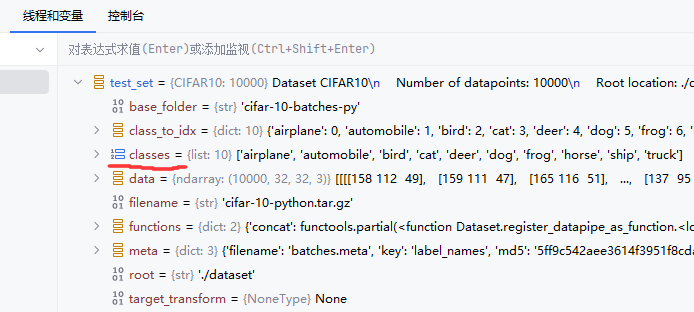 线程和变量 控制台
对表达式求值(Enter)或添加监视(Ctrl+Shift+Enter)
test_set = {CIFAR10: 10000} Dataset CIFAR10\n Number of datapoints: 10000\n Root location: ./
base_folder = {str} 'cifar-10-batches-py'
class_to_idx = {dict: 10} {'airplane': 0, 'automobile': 1, 'bird': 2, 'cat': 3, 'deer': 4, 'dog': 5, 'frog': 6, '
classes = {list: 10} ['airplane', 'automobile', 'bird', 'cat', 'deer', 'dog', 'frog', 'horse', 'ship', 'truck']
data = {ndarray: (10000, 32, 32, 3)} [[[[158 112 49], [159 111 47], [165 116 51], ..., [137 95
filename = {str} 'cifar-10-python.tar.gz'
functions = {dict: 2} {'concat': functools.partial(<function Dataset.register_datapipe_as_function.<lo
meta = {dict: 3} {'filename': 'batches.meta', 'key': 'label_names', 'md5': '5ff9c542aee3614f3951f8cda
root = {str} './dataset'
target_transform = {NoneType} None